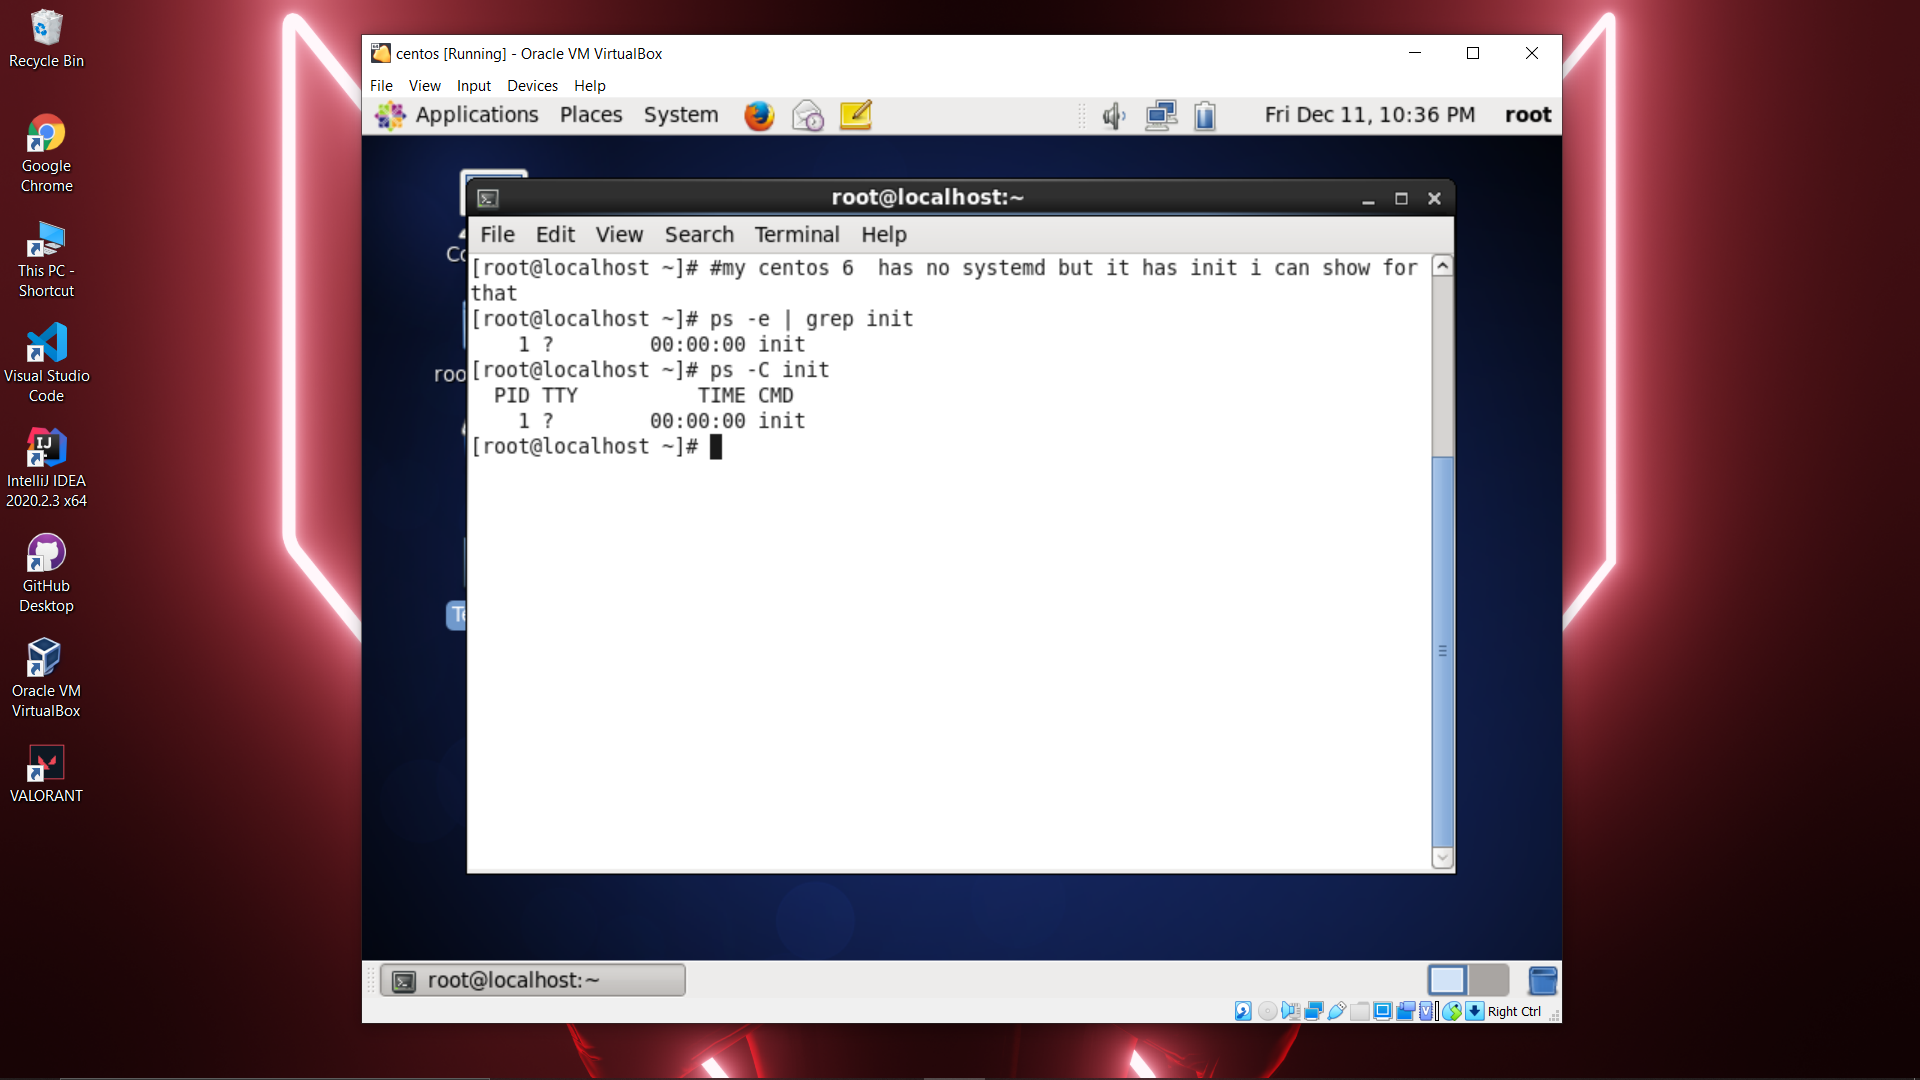 Recycle Bin
Google
Chrome
This PC -
Shortcut
Visual Studio
Code
IntelliJ IDEA
2020.2.3 x64
GitHub
Desktop
Oracle VM
VirtualBox
VALORANT
centos [Running] - Oracle VM VirtualBox
File View Input Devices Help
Applications Places System Fri Dec 11, 10:36 PM root
root@localhost:~
File Edit View Search Terminal Help
[root@localhost ~]# #my centos 6  has no systemd but it has init i can show for
that
[root@localhost ~]# ps -e | grep init
    1 ?        00:00:00 init
[root@localhost ~]# ps -C init
  PID TTY          TIME CMD
    1 ?        00:00:00 init
[root@localhost ~]#
root@localhost:~
Right Ctrl